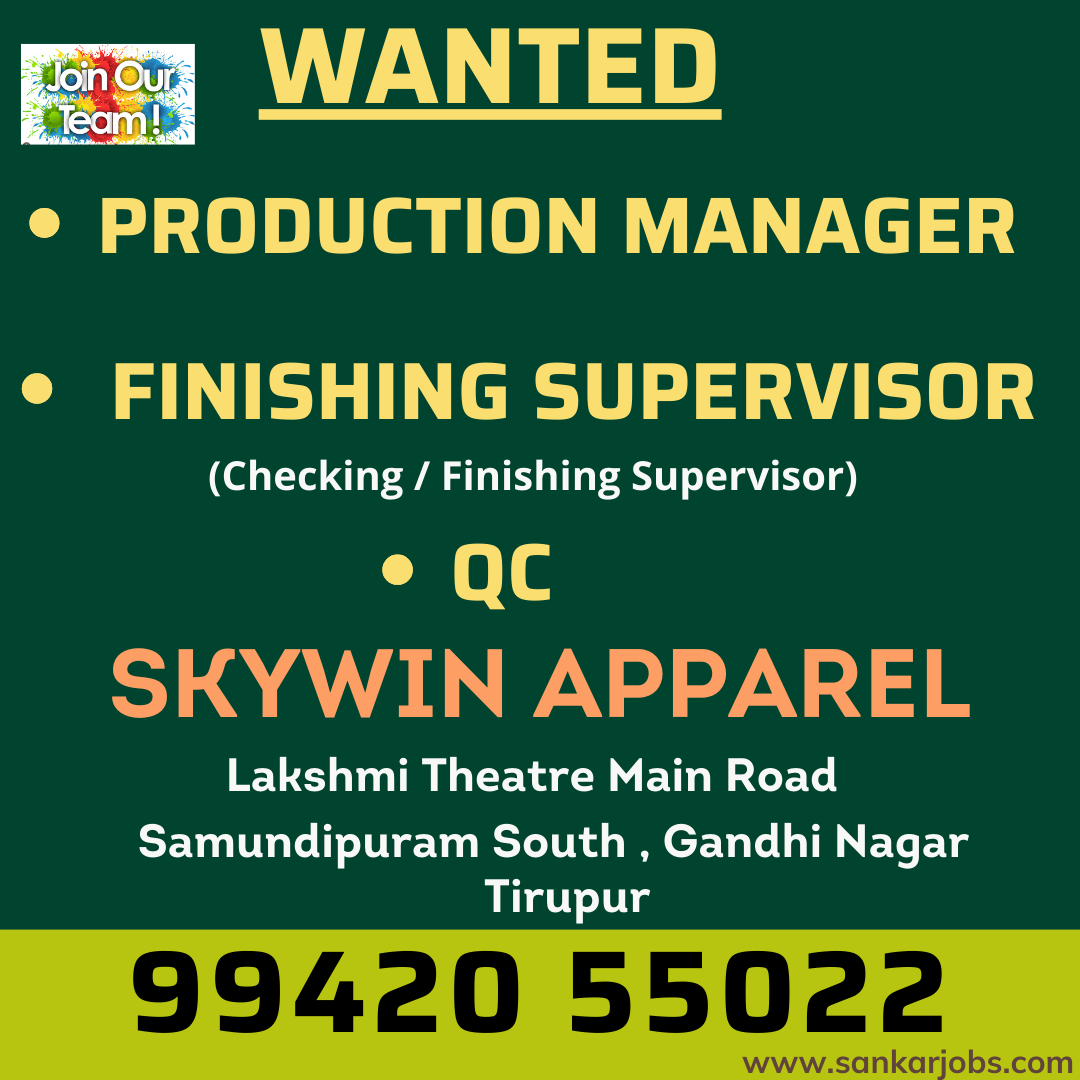 Join Our
Team!
WANTED
• PRODUCTION MANAGER
• FINISHING SUPERVISOR
(Checking / Finishing Supervisor)
• QC
SKYWIN APPAREL
Lakshmi Theatre Main Road
Samundipuram South , Gandhi Nagar
Tirupur
99420 55022
www.sankarjobs.com